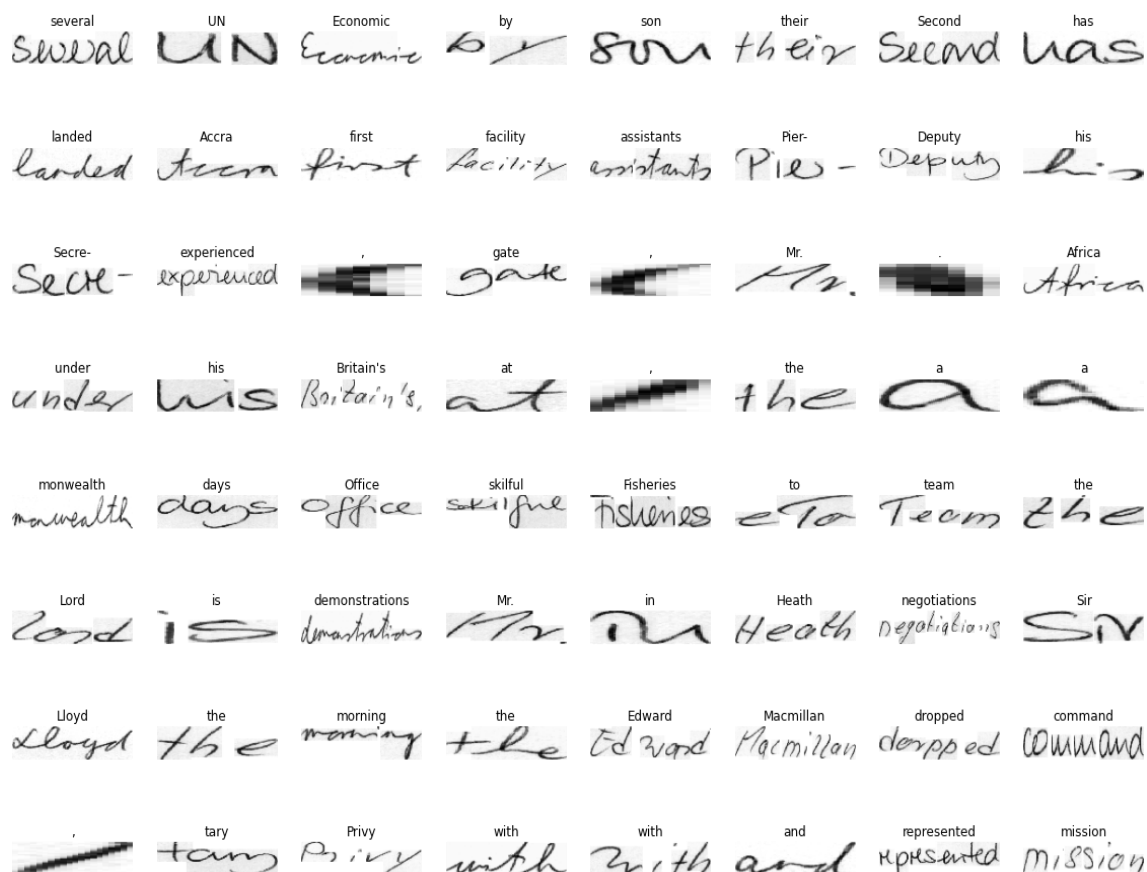 several UN Economic by son their Second has
several UN Economic by son their Second has
landed Accra first facility assistants Pier- Deputy his
landed Accra first facility assistants Pier- Deputy his
Secre- experienced , gate , Mr. . Africa
Secre- experienced , gate , Mr. . Africa
under his Britain's at , the a a
under his Britain's, at , the a a
monwealth days Office skilful Fisheries to team the
monwealth days Office skilful Fisheries eTo Team the
Lord is demonstrations Mr. in Heath negotiations Sir
Lord is demonstrations Mr. in Heath negotiations Sir
Lloyd the morning the Edward Macmillan dropped command
Lloyd the morning the Edward Macmillan dorpped command
, tary Privy with with and represented mission
, tary Privy with with and represented mission